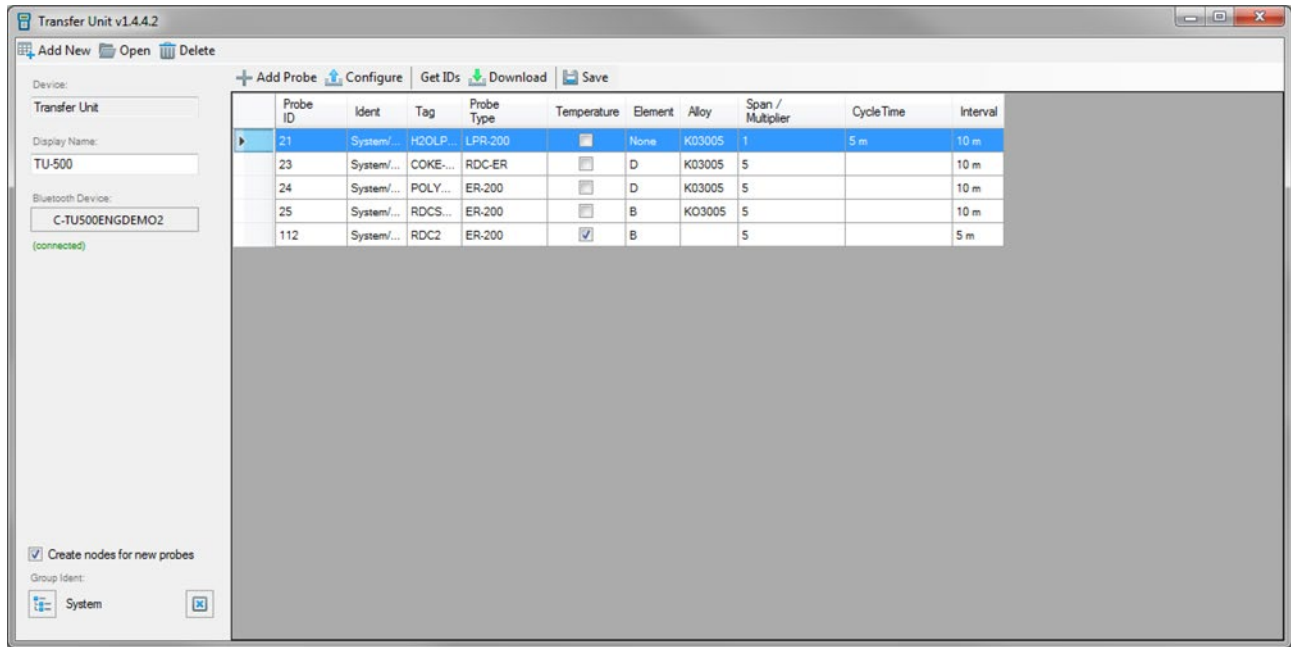 Transfer Unit v1.4.4.2
Add New Open Delete
Device:
Transfer Unit
Display Name:
TU-500
Bluetooth Device:
C-TU500ENGDEMO2
(connected)
Add Probe Configure Get IDs Download Save
Probe ID Ident Tag Probe Type Temperature Element Alloy Span / Multiplier CycleTime Interval
21 System/... H2OLP... LPR-200 None K03005 1 5 m 10 m
23 System/... COKE-... RDC-ER D K03005 5 10 m
24 System/... POLY... ER-200 D K03005 5 10 m
25 System/... RDCS... ER-200 B KO3005 5 10 m
112 System/... RDC2 ER-200 B 5 5 m
Create nodes for new probes
Group Ident:
System